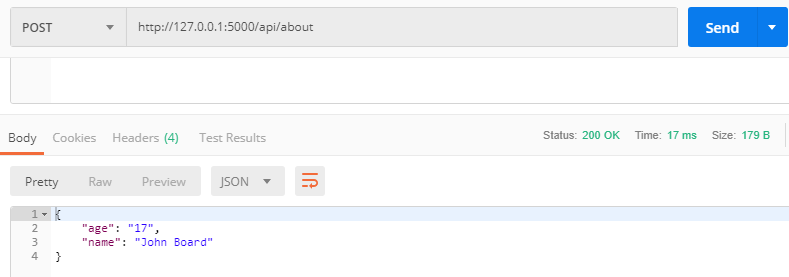 POST http://127.0.0.1:5000/api/about Send
Body Cookies Headers (4) Test Results Status: 200 OK Time: 17 ms Size: 179 B
Pretty Raw Preview JSON
1 {
2 "age": "17",
3 "name": "John Board"
4 }